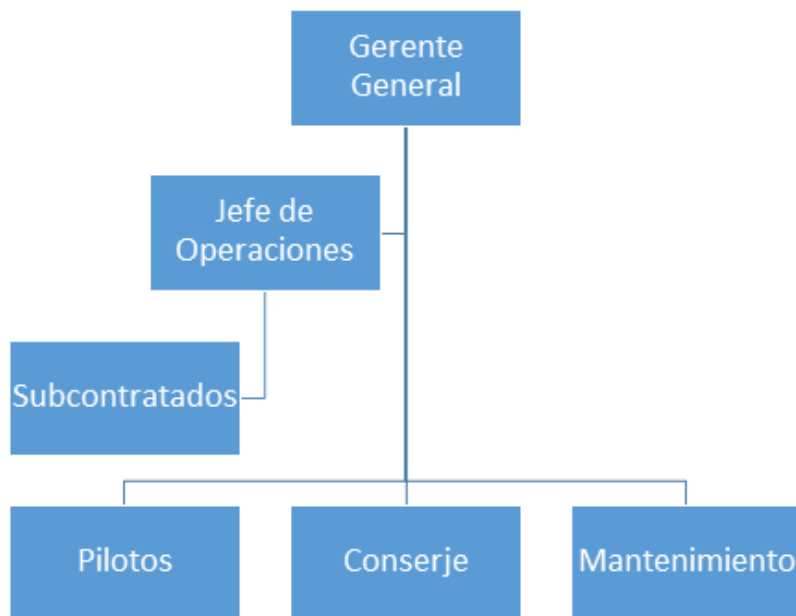 Gerente
General
Jefe de
Operaciones
Subcontratados
Pilotos
Conserje
Mantenimiento